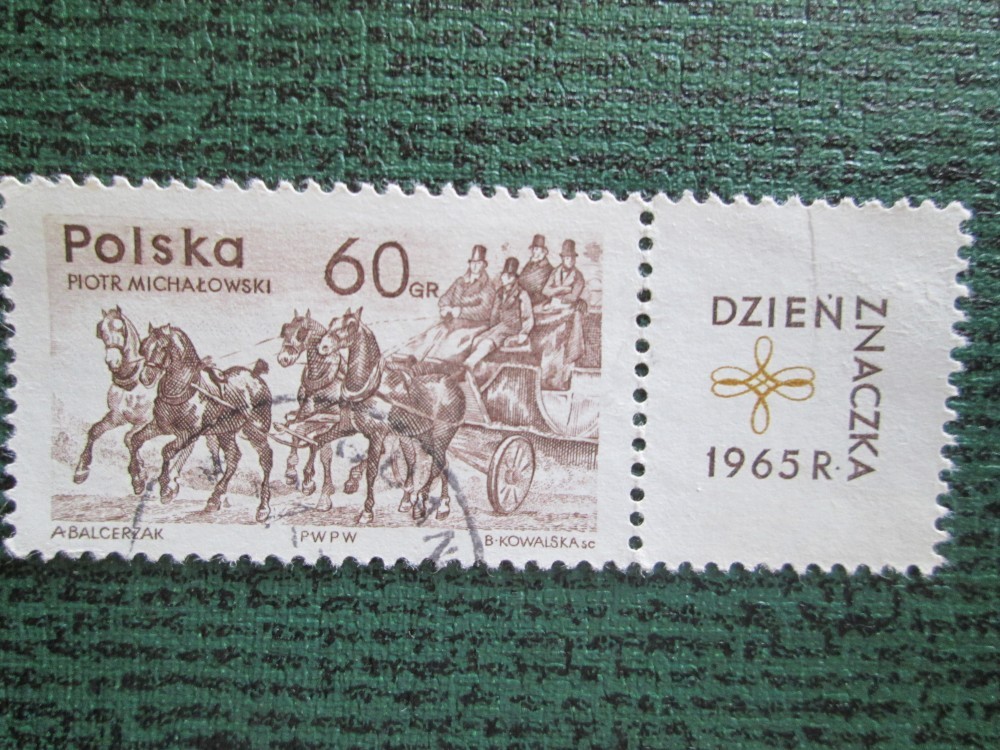 Polska
PIOTR MICHAŁOWSKI
60 GR
A BALCERZAK
PWPW
B·KOWALSKA sc
DZIEŃ
ZNACZKA
1965 R·